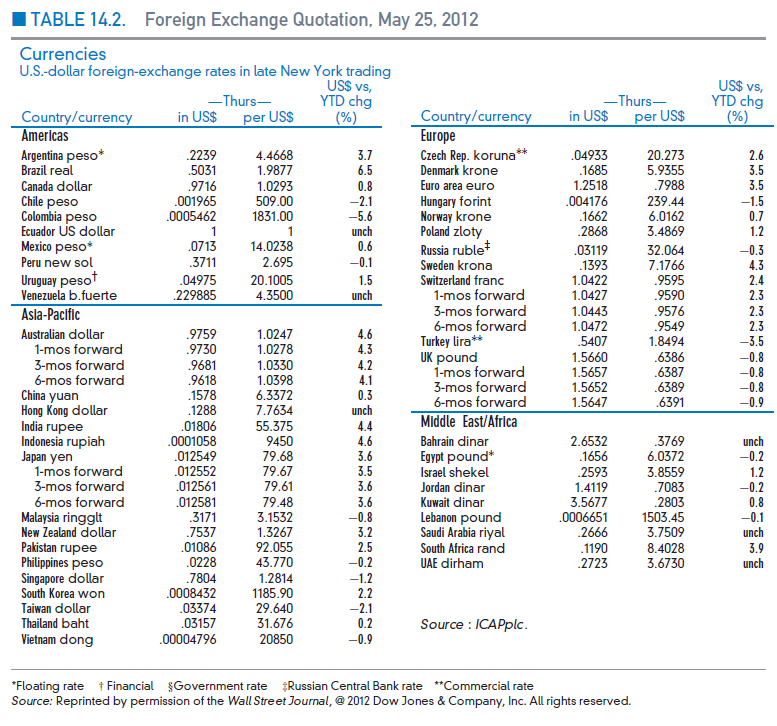 TABLE 14.2. Foreign Exchange Quotation, May 25, 2012
Currencies
U.S.-dollar foreign-exchange rates in late New York trading
US$ vs,
—Thurs— YTD chg
Country/currency in US$ per US$ (%)
Americas
Argentina peso* .2239 4.4668 3.7
Brazil real .5031 1.9877 6.5
Canada dollar .9716 1.0293 0.8
Chile peso .001965 509.00 −2.1
Colombia peso .0005462 1831.00 −5.6
Ecuador US dollar 1 1 unch
Mexico peso* .0713 14.0238 0.6
Peru new sol .3711 2.695 −0.1
Uruguay peso† .04975 20.1005 1.5
Venezuela b.fuerte .229885 4.3500 unch
Asia-Pacific
Australian dollar .9759 1.0247 4.6
1-mos forward .9730 1.0278 4.3
3-mos forward .9681 1.0330 4.2
6-mos forward .9618 1.0398 4.1
China yuan .1578 6.3372 0.3
Hong Kong dollar .1288 7.7634 unch
India rupee .01806 55.375 4.4
Indonesia rupiah .0001058 9450 4.6
Japan yen .012549 79.68 3.6
1-mos forward .012552 79.67 3.5
3-mos forward .012561 79.61 3.6
6-mos forward .012581 79.48 3.6
Malaysia ringglt .3171 3.1532 −0.8
New Zealand dollar .7537 1.3267 3.2
Pakistan rupee .01086 92.055 2.5
Philippines peso .0228 43.770 −0.2
Singapore dollar .7804 1.2814 −1.2
South Korea won .0008432 1185.90 2.2
Taiwan dollar .03374 29.640 −2.1
Thailand baht .03157 31.676 0.2
Vietnam dong .00004796 20850 −0.9
US$ vs,
—Thurs— YTD chg
Country/currency in US$ per US$ (%)
Europe
Czech Rep. koruna** .04933 20.273 2.6
Denmark krone .1685 5.9355 3.5
Euro area euro 1.2518 .7988 3.5
Hungary forint .004176 239.44 −1.5
Norway krone .1662 6.0162 0.7
Poland zloty .2868 3.4869 1.2
Russia ruble‡ .03119 32.064 −0.3
Sweden krona .1393 7.1766 4.3
Switzerland franc 1.0422 .9595 2.4
1-mos forward 1.0427 .9590 2.3
3-mos forward 1.0443 .9576 2.3
6-mos forward 1.0472 .9549 2.3
Turkey lira** .5407 1.8494 −3.5
UK pound 1.5660 .6386 −0.8
1-mos forward 1.5657 .6387 −0.8
3-mos forward 1.5652 .6389 −0.8
6-mos forward 1.5647 .6391 −0.9
Middle East/Africa
Bahrain dinar 2.6532 .3769 unch
Egypt pound* .1656 6.0372 −0.2
Israel shekel .2593 3.8559 1.2
Jordan dinar 1.4119 .7083 −0.2
Kuwait dinar 3.5677 .2803 0.8
Lebanon pound .0006651 1503.45 −0.1
Saudi Arabia riyal .2666 3.7509 unch
South Africa rand .1190 8.4028 3.9
UAE dirham .2723 3.6730 unch
Source : ICAPplc.
*Floating rate † Financial §Government rate ‡Russian Central Bank rate **Commercial rate
Source: Reprinted by permission of the Wall Street Journal, @ 2012 Dow Jones & Company, Inc. All rights reserved.